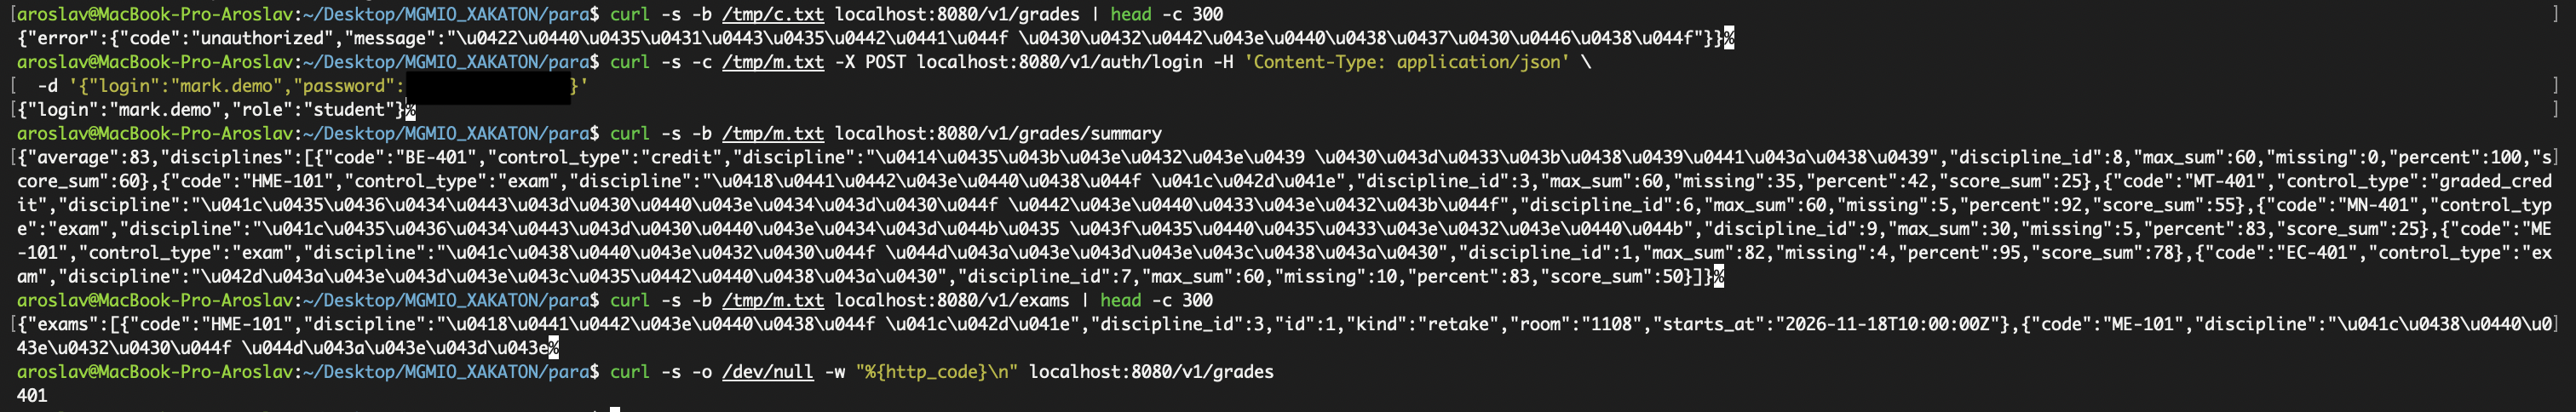 [aroslav@MacBook-Pro-Aroslav:~/Desktop/MGMIO_XAKATON/para$ curl -s -b /tmp/c.txt localhost:8080/v1/grades | head -c 300 ]
{"error":{"code":"unauthorized","message":"\u0422\u0440\u0435\u0431\u0443\u0435\u0442\u0441\u044f \u0430\u0432\u0442\u043e\u0440\u0438\u0437\u0430\u0446\u0438\u044f"}}%
aroslav@MacBook-Pro-Aroslav:~/Desktop/MGMIO_XAKATON/para$ curl -s -c /tmp/m.txt -X POST localhost:8080/v1/auth/login -H 'Content-Type: application/json' \
[ -d '{"login":"mark.demo","password": }' ]
[{"login":"mark.demo","role":"student"}% ]
aroslav@MacBook-Pro-Aroslav:~/Desktop/MGMIO_XAKATON/para$ curl -s -b /tmp/m.txt localhost:8080/v1/grades/summary
[{"average":83,"disciplines":[{"code":"BE-401","control_type":"credit","discipline":"\u0414\u0435\u043b\u043e\u0432\u043e\u0439 \u0430\u043d\u0433\u043b\u0438\u0439\u0441\u043a\u0438\u0439","discipline_id":8,"max_sum":60,"missing":0,"percent":100,"s]
core_sum":60},{"code":"HME-101","control_type":"exam","discipline":"\u0418\u0441\u0442\u043e\u0440\u0438\u044f \u041c\u042d\u041e","discipline_id":3,"max_sum":60,"missing":35,"percent":42,"score_sum":25},{"code":"MT-401","control_type":"graded_cred
it","discipline":"\u041c\u0435\u0436\u0434\u0443\u043d\u0430\u0440\u043e\u0434\u043d\u0430\u044f \u0442\u043e\u0440\u0433\u043e\u0432\u043b\u044f","discipline_id":6,"max_sum":60,"missing":5,"percent":92,"score_sum":55},{"code":"MN-401","control_typ
e":"exam","discipline":"\u041c\u0435\u0436\u0434\u0443\u043d\u0430\u0440\u043e\u0434\u043d\u044b\u0435 \u043f\u0435\u0440\u0435\u0433\u043e\u0432\u043e\u0440\u044b","discipline_id":9,"max_sum":30,"missing":5,"percent":83,"score_sum":25},{"code":"ME
-101","control_type":"exam","discipline":"\u041c\u0438\u0440\u043e\u0432\u0430\u044f \u044d\u043a\u043e\u043d\u043e\u043c\u0438\u043a\u0430","discipline_id":1,"max_sum":82,"missing":4,"percent":95,"score_sum":78},{"code":"EC-401","control_type":"ex
am","discipline":"\u042d\u043a\u043e\u043d\u043e\u043c\u0435\u0442\u0440\u0438\u043a\u0430","discipline_id":7,"max_sum":60,"missing":10,"percent":83,"score_sum":50}]}%
aroslav@MacBook-Pro-Aroslav:~/Desktop/MGMIO_XAKATON/para$ curl -s -b /tmp/m.txt localhost:8080/v1/exams | head -c 300
[{"exams":[{"code":"HME-101","discipline":"\u0418\u0441\u0442\u043e\u0440\u0438\u044f \u041c\u042d\u041e","discipline_id":3,"id":1,"kind":"retake","room":"1108","starts_at":"2026-11-18T10:00:00Z"},{"code":"ME-101","discipline":"\u041c\u0438\u0440\u0]
43e\u0432\u0430\u044f \u044d\u043a\u043e\u043d\u043e%
aroslav@MacBook-Pro-Aroslav:~/Desktop/MGMIO_XAKATON/para$ curl -s -o /dev/null -w "%{http_code}\n" localhost:8080/v1/grades
401